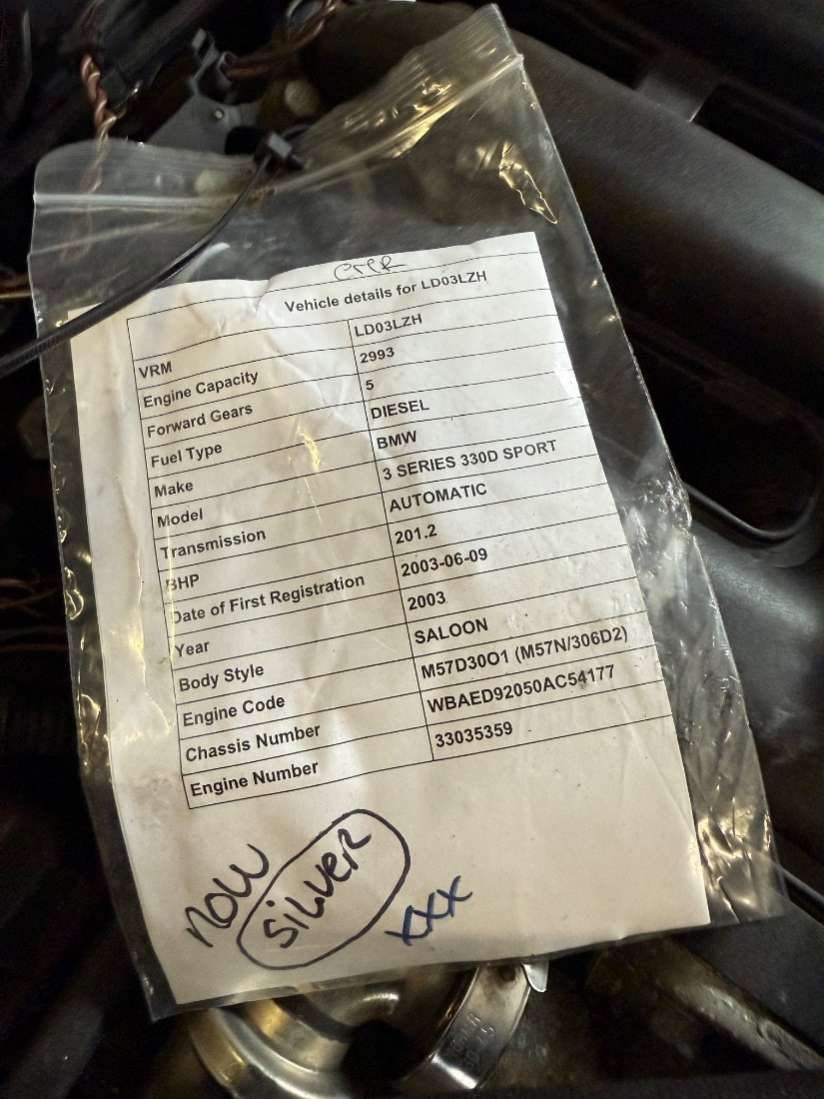 Vehicle details for LD03LZH
VRM LD03LZH
Engine Capacity 2993
Forward Gears 5
Fuel Type DIESEL
Make BMW
Model 3 SERIES 330D SPORT
Transmission AUTOMATIC
BHP 201.2
Date of First Registration 2003-06-09
Year 2003
Body Style SALOON
Engine Code M57D30O1 (M57N/306D2)
Chassis Number WBAED92050AC54177
Engine Number 33035359
now
silver
xxx